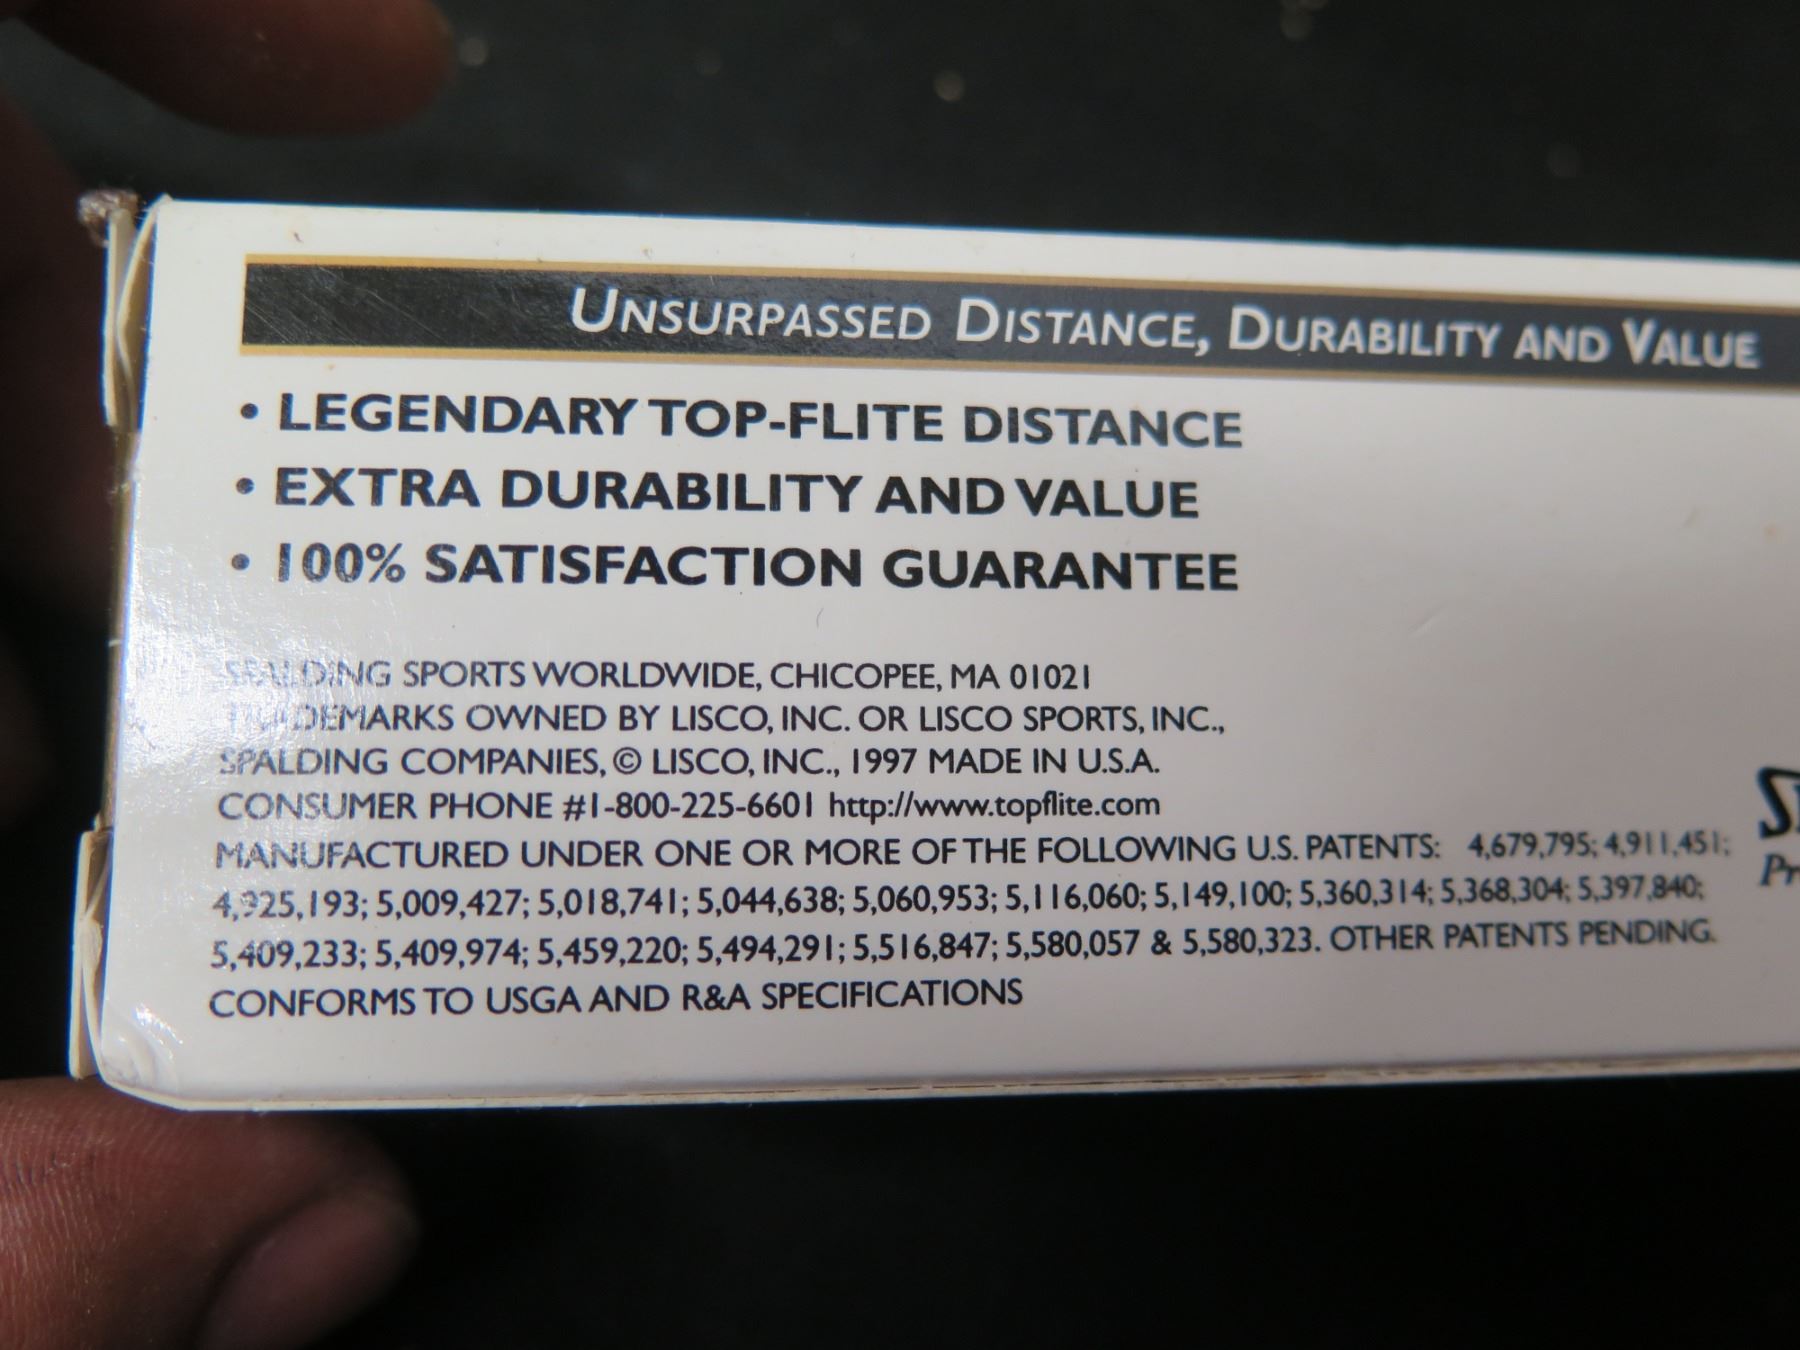 UNSURPASSED DISTANCE, DURABILITY AND VALUE
• LEGENDARY TOP-FLITE DISTANCE
• EXTRA DURABILITY AND VALUE
• 100% SATISFACTION GUARANTEE
SPALDING SPORTS WORLDWIDE, CHICOPEE, MA 01021
TRADEMARKS OWNED BY LISCO, INC. OR LISCO SPORTS, INC.,
SPALDING COMPANIES, © LISCO, INC., 1997 MADE IN U.S.A.
CONSUMER PHONE #1-800-225-6601 http://www.topflite.com
MANUFACTURED UNDER ONE OR MORE OF THE FOLLOWING U.S. PATENTS: 4,679,795; 4,911,451;
4,925,193; 5,009,427; 5,018,741; 5,044,638; 5,060,953; 5,116,060; 5,149,100; 5,360,314; 5,368,304; 5,397,840;
5,409,233; 5,409,974; 5,459,220; 5,494,291; 5,516,847; 5,580,057 & 5,580,323. OTHER PATENTS PENDING.
CONFORMS TO USGA AND R&A SPECIFICATIONS